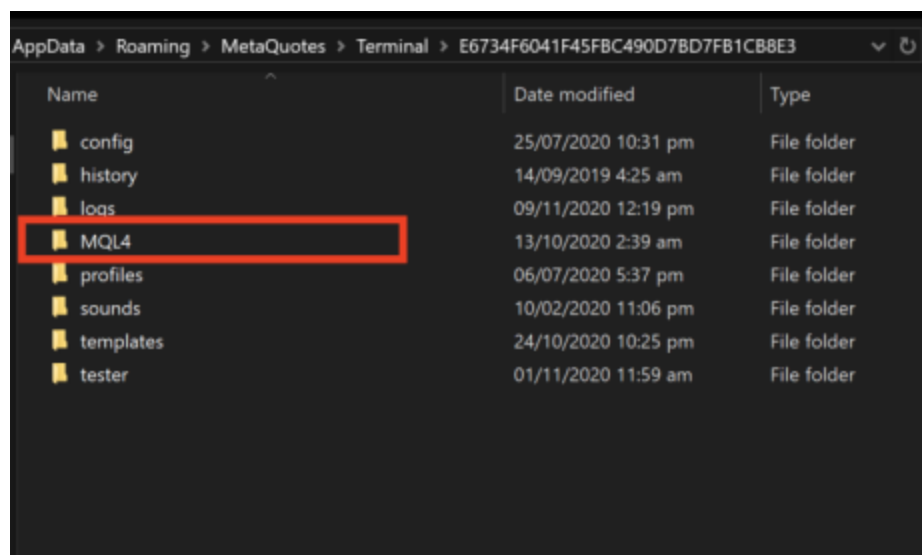 AppData > Roaming > MetaQuotes > Terminal > E6734F6041F45FBC490D7BD7FB1CB8E3
Name Date modified Type
config 25/07/2020 10:31 pm File folder
history 14/09/2019 4:25 am File folder
logs 09/11/2020 12:19 pm File folder
MQL4 13/10/2020 2:39 am File folder
profiles 06/07/2020 5:37 pm File folder
sounds 10/02/2020 11:06 pm File folder
templates 24/10/2020 10:25 pm File folder
tester 01/11/2020 11:59 am File folder